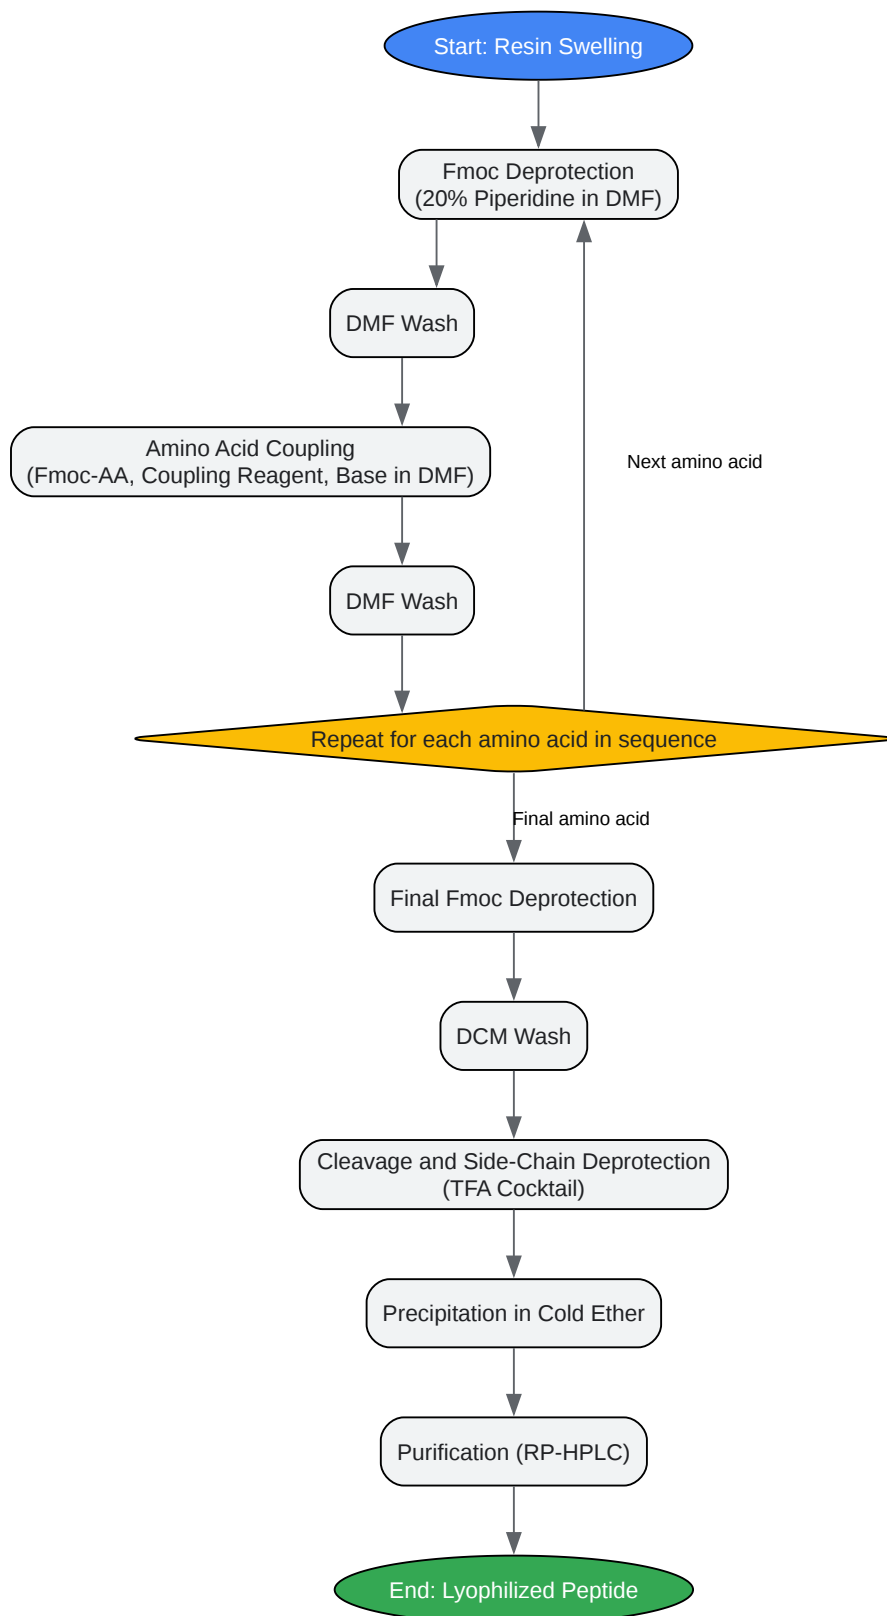 Start: Resin Swelling
Fmoc Deprotection
(20% Piperidine in DMF)
DMF Wash
Amino Acid Coupling
(Fmoc-AA, Coupling Reagent, Base in DMF)
Next amino acid
DMF Wash
Repeat for each amino acid in sequence
Final amino acid
Final Fmoc Deprotection
DCM Wash
Cleavage and Side-Chain Deprotection
(TFA Cocktail)
Precipitation in Cold Ether
Purification (RP-HPLC)
End: Lyophilized Peptide